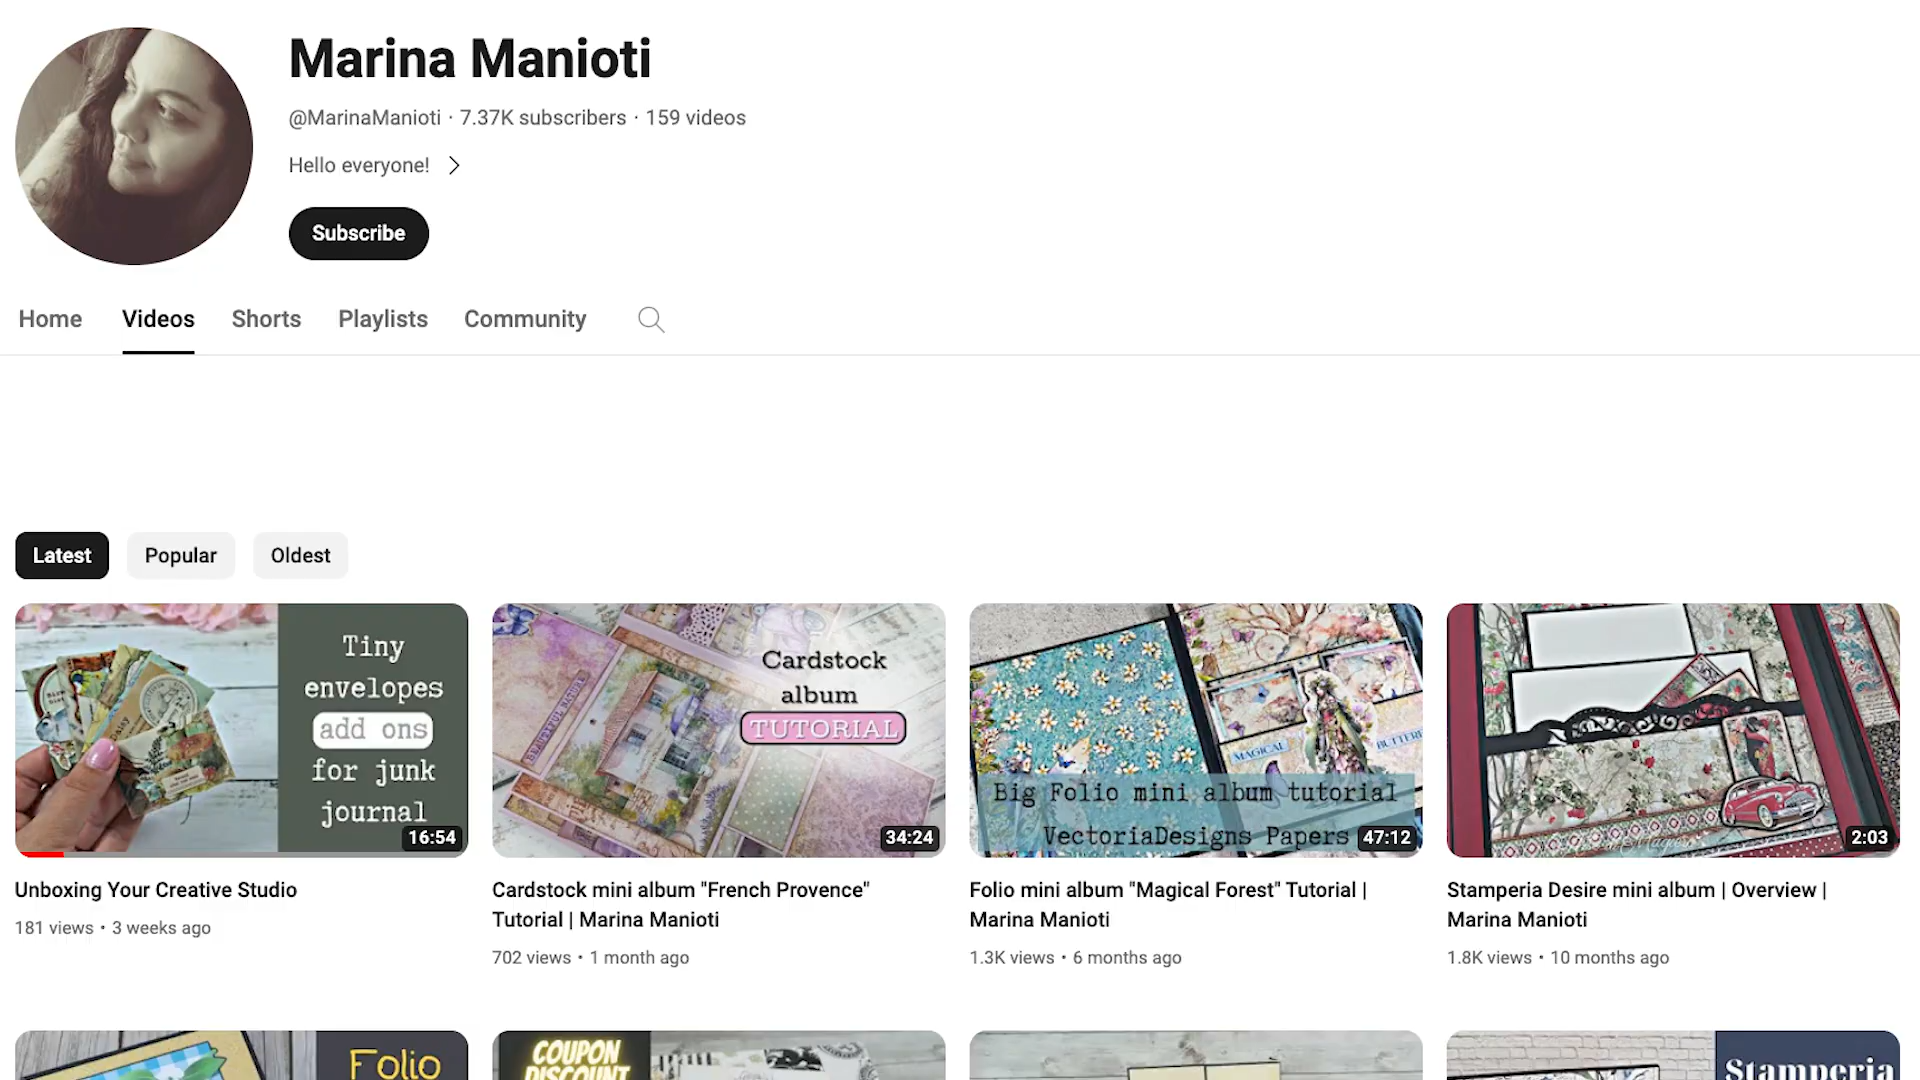 Marina Manioti
@MarinaManioti · 7.37K subscribers · 159 videos
Hello everyone!
Subscribe
Home Videos Shorts Playlists Community
Latest Popular Oldest
Tiny
envelopes
add ons
for junk
journal
16:54
Cardstock
album
TUTORIAL
BEAUTIFUL NATURE
34:24
MAGICAL
Big Folio mini album tutorial
VectoriaDesigns Papers
47:12
2:03
Unboxing Your Creative Studio
181 views • 3 weeks ago
Cardstock mini album "French Provence"
Tutorial | Marina Manioti
702 views • 1 month ago
Folio mini album "Magical Forest" Tutorial |
Marina Manioti
1.3K views • 6 months ago
Stamperia Desire mini album | Overview |
Marina Manioti
1.8K views • 10 months ago
Folio
COUPON
DISCOUNT
Stamperia